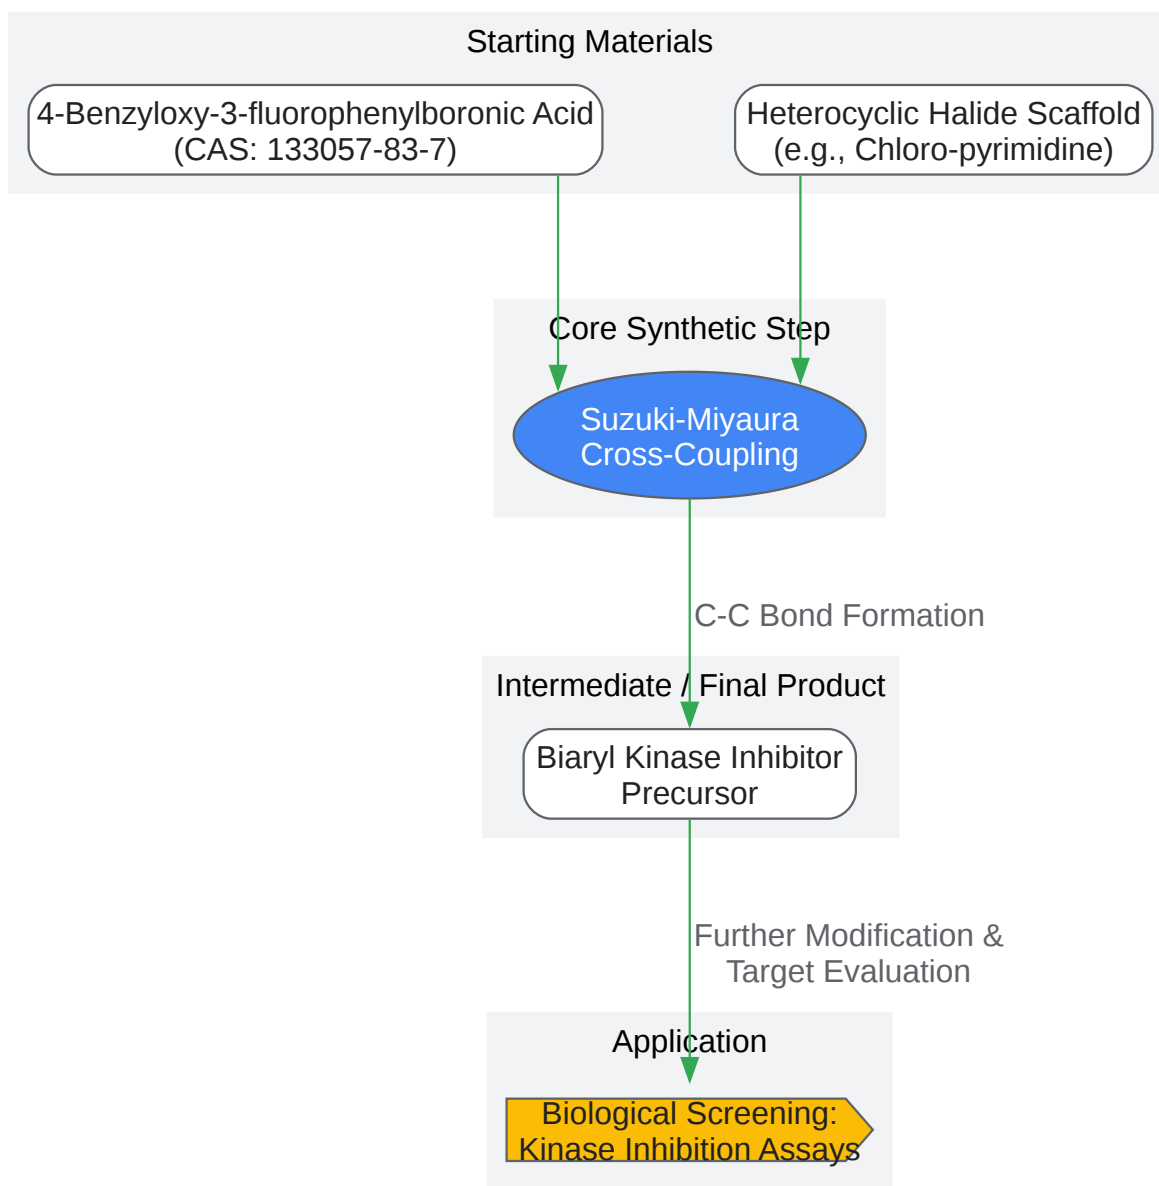 Starting Materials
4-Benzyloxy-3-fluorophenylboronic Acid
(CAS: 133057-83-7)
Heterocyclic Halide Scaffold
(e.g., Chloro-pyrimidine)
Core Synthetic Step
Suzuki-Miyaura
Cross-Coupling
C-C Bond Formation
Intermediate / Final Product
Biaryl Kinase Inhibitor
Precursor
Further Modification &
Target Evaluation
Application
Biological Screening:
Kinase Inhibition Assays